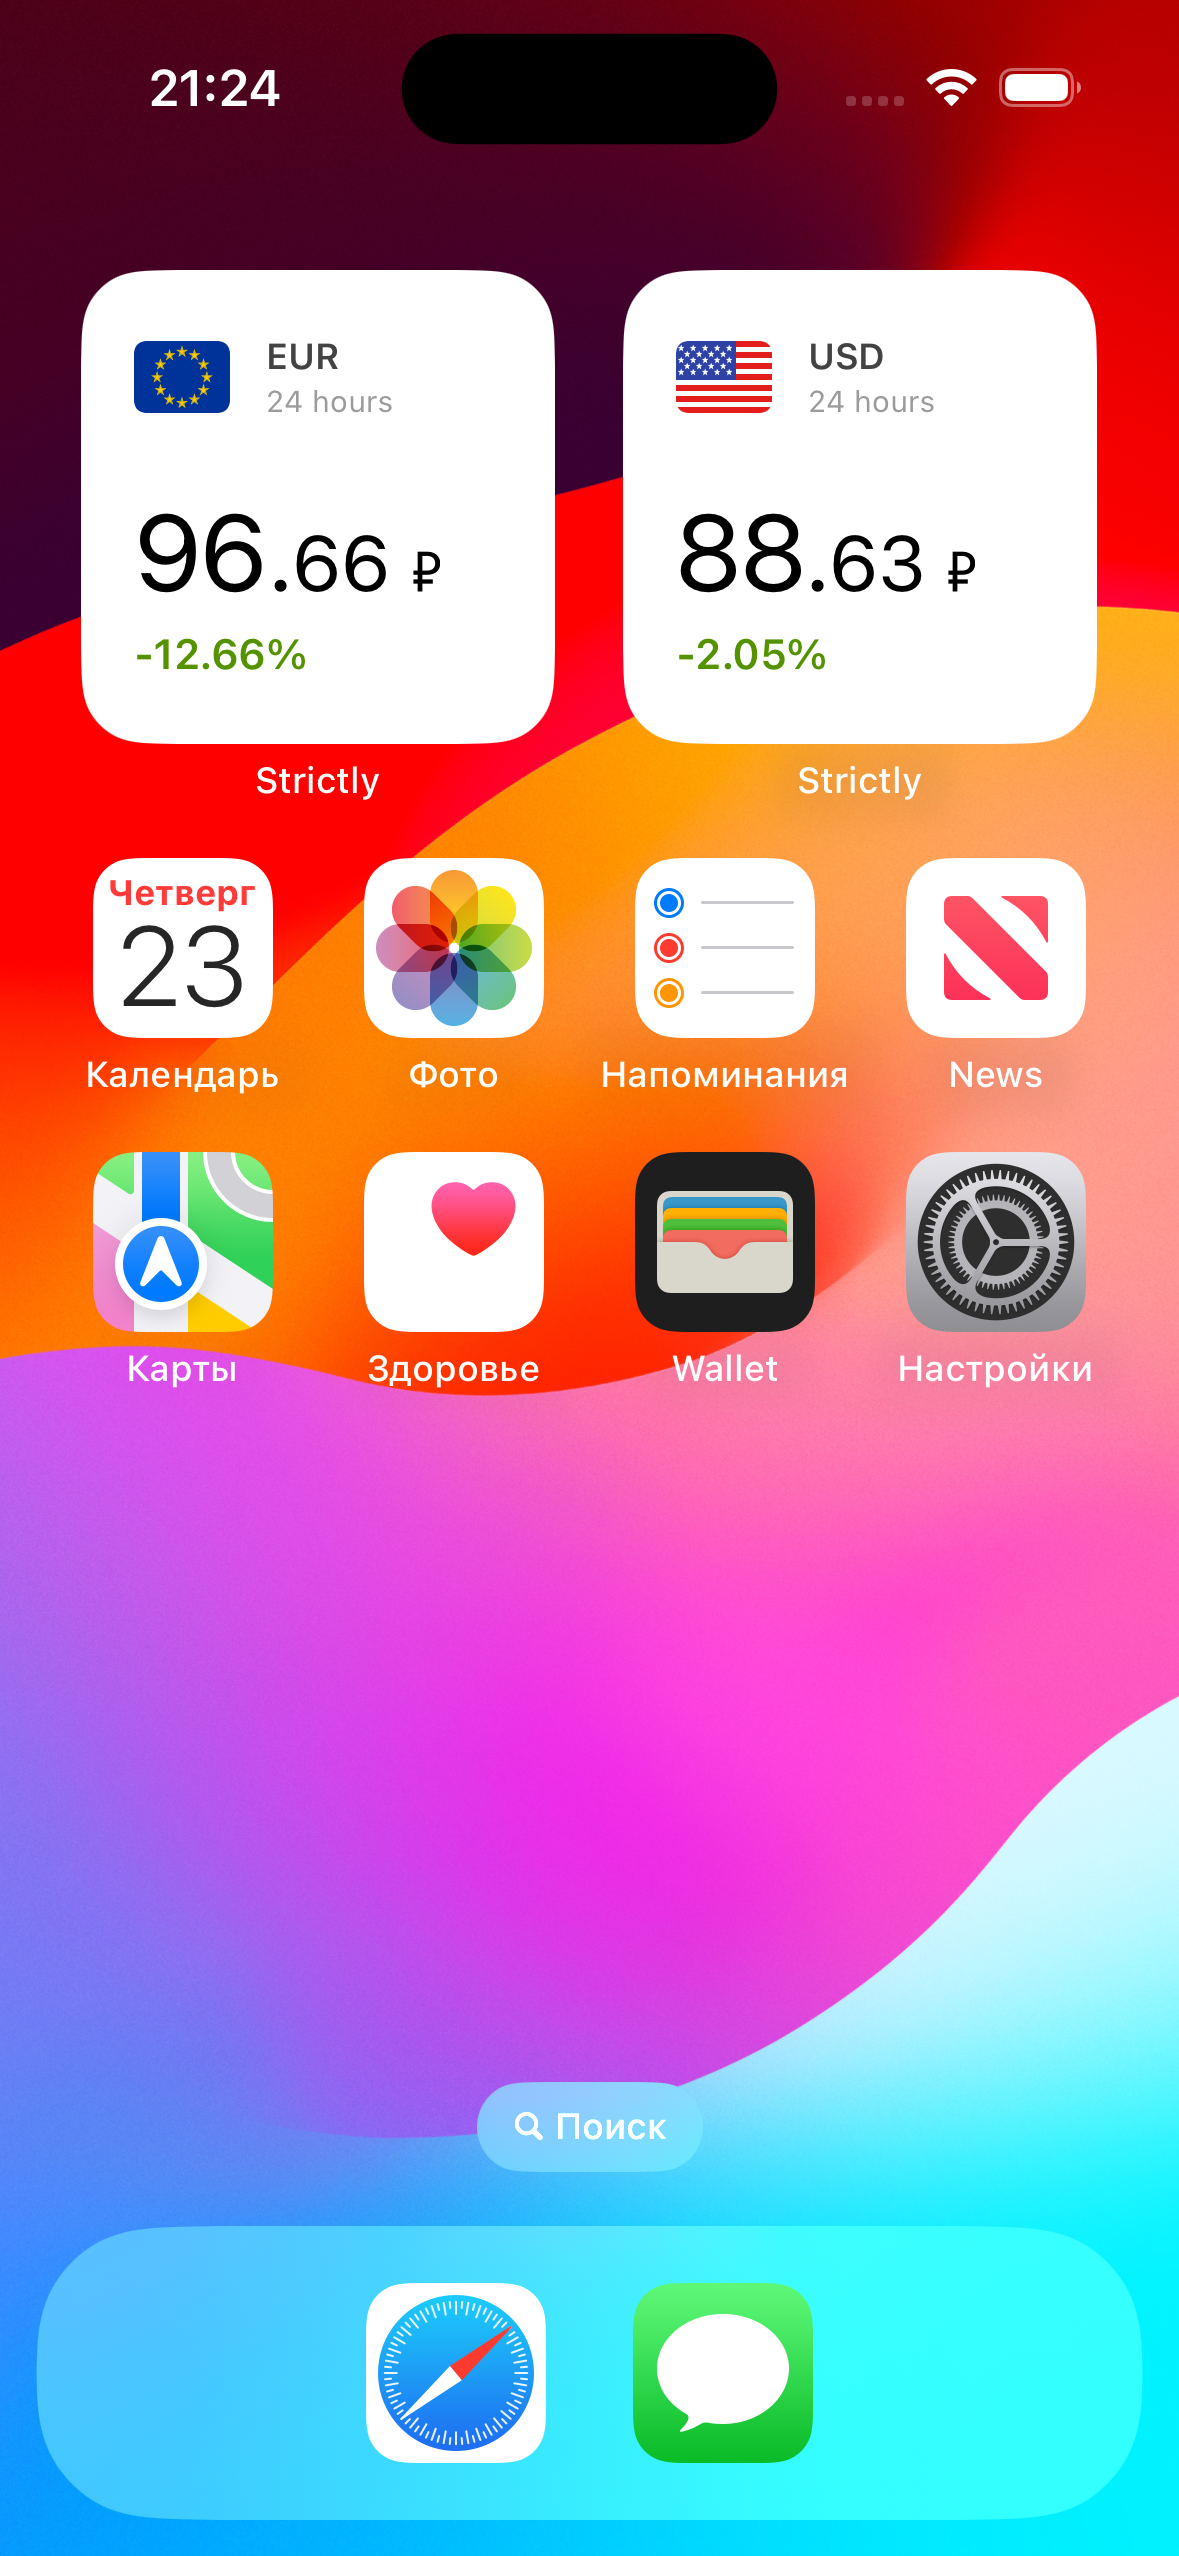 21:24
EUR
24 hours
96.66 ₽
-12.66%
Strictly
USD
24 hours
88.63 ₽
-2.05%
Strictly
Четверг
23
Календарь
Фото
Напоминания
News
Карты
Здоровье
Wallet
Настройки
Поиск